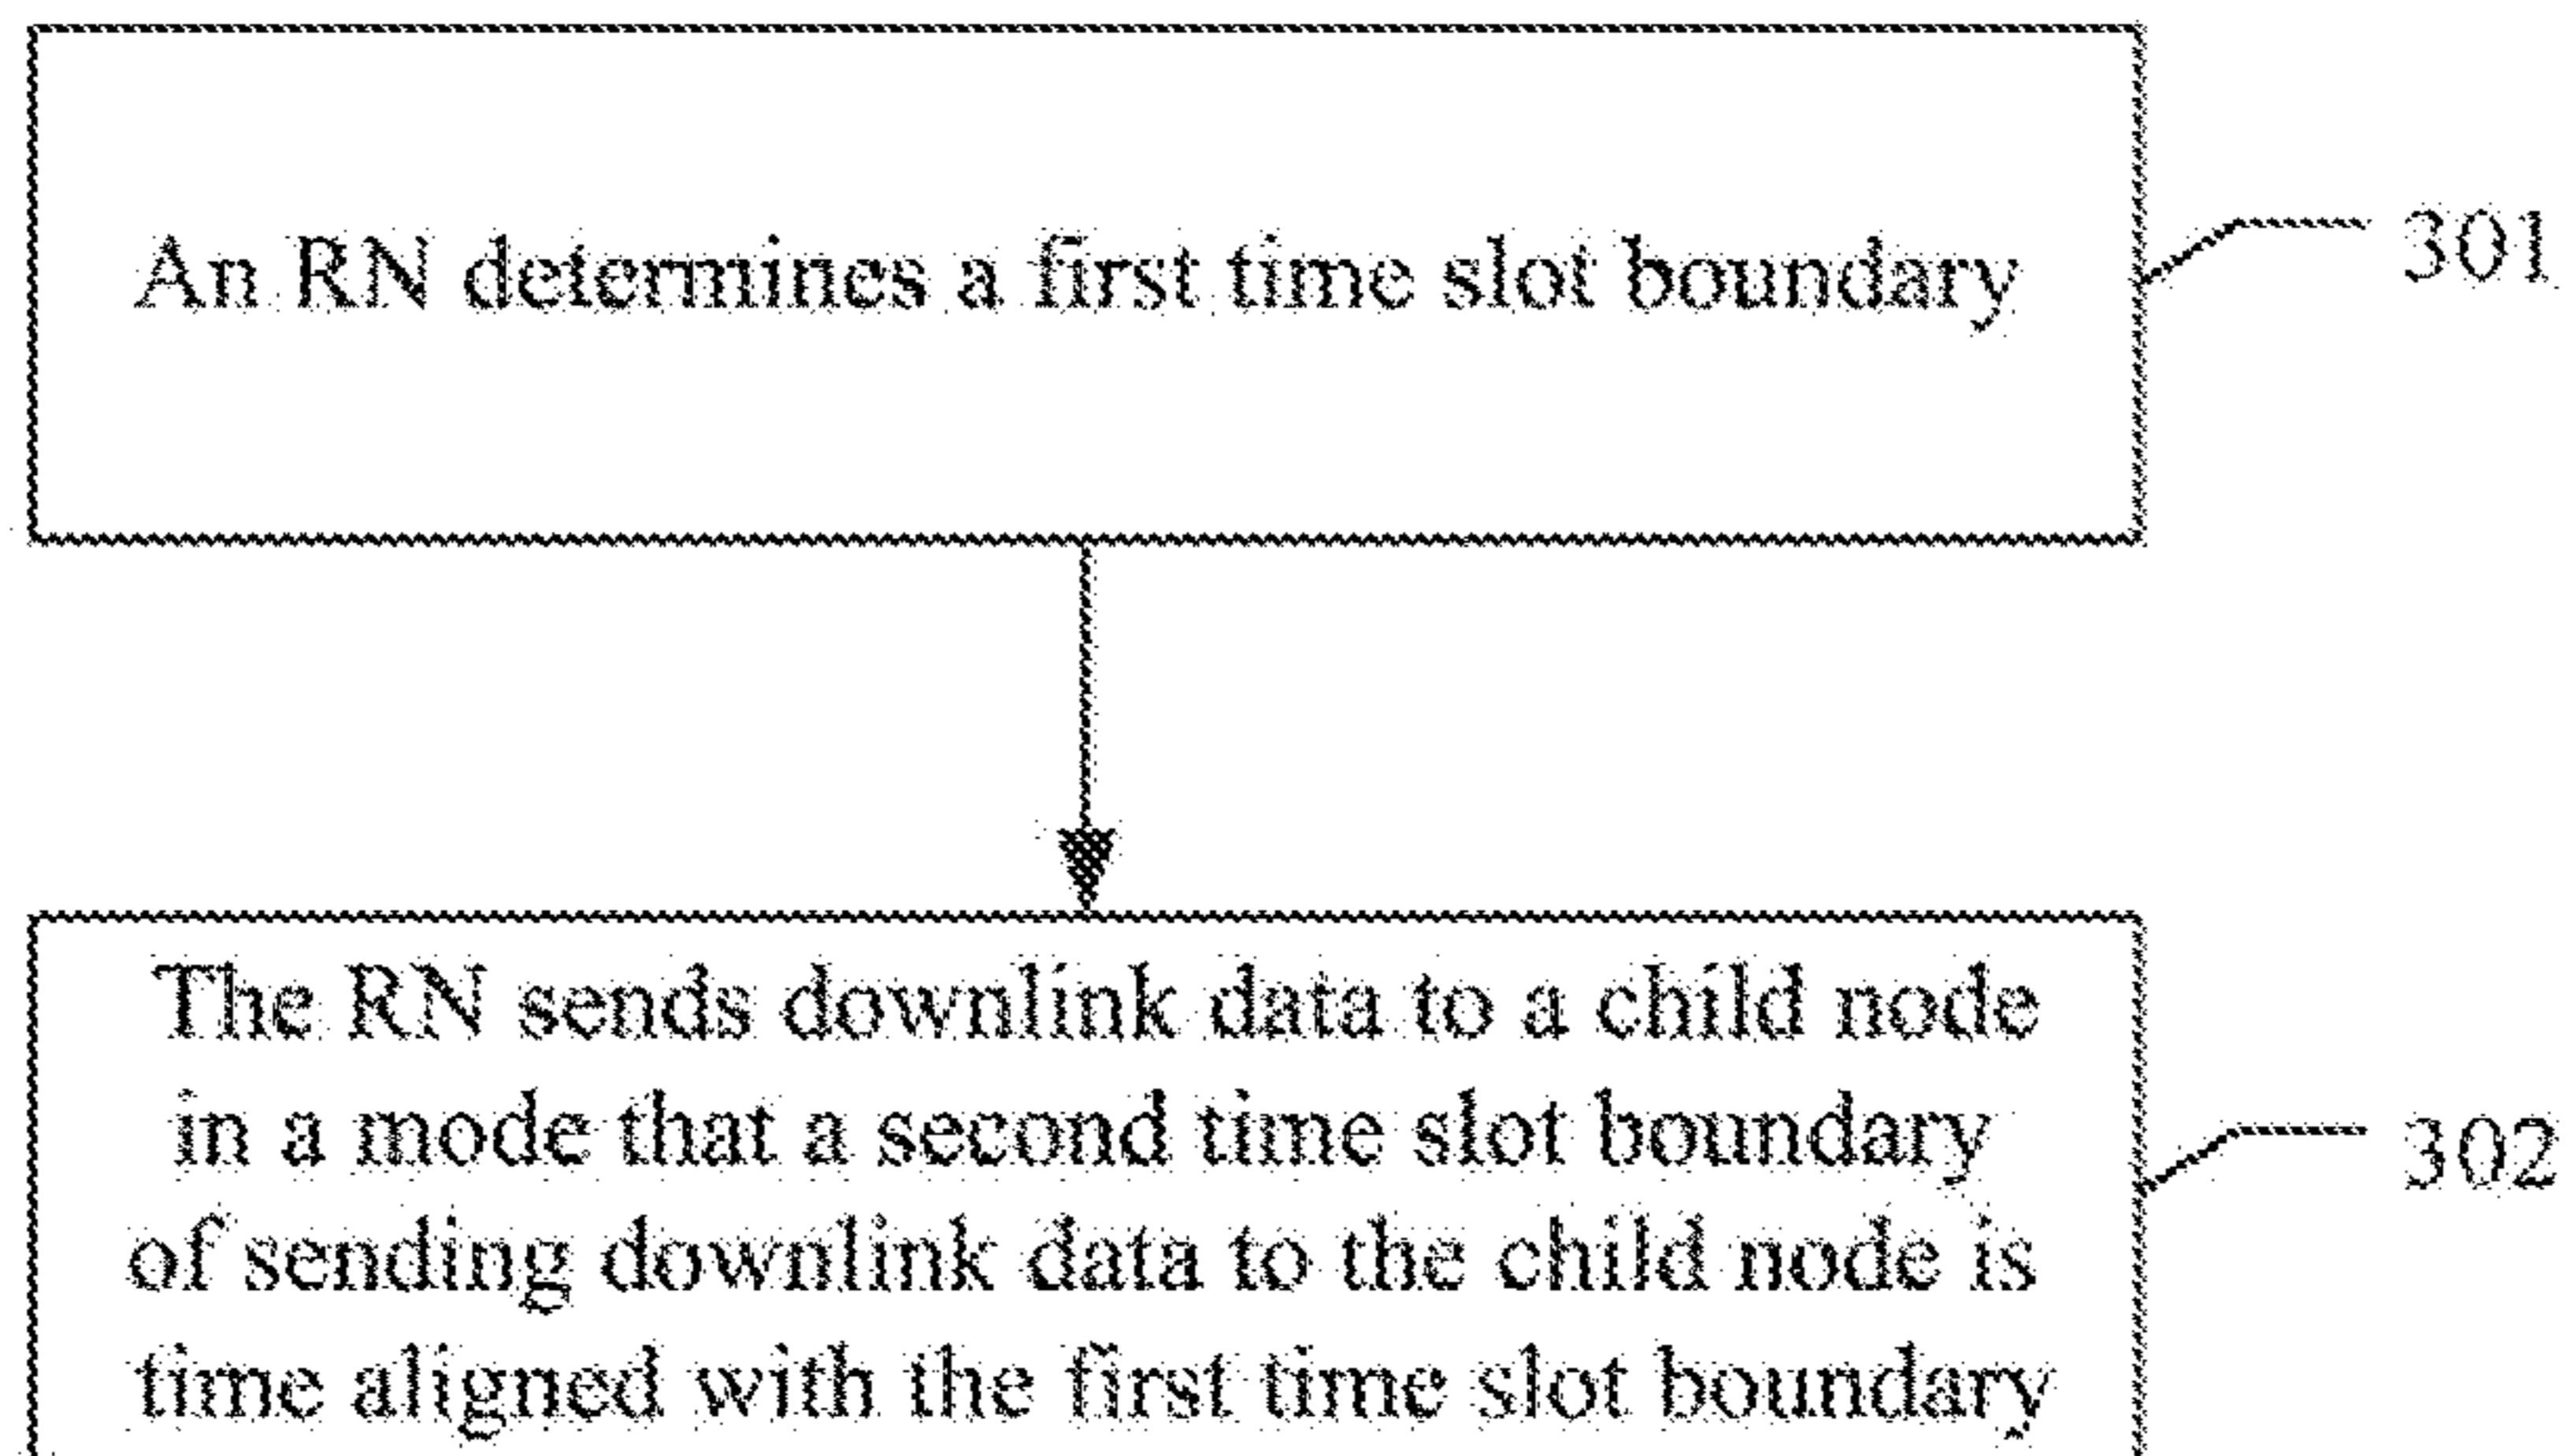 An RN determines a first time slot boundary
301
The RN sends downlink data to a child node
in a mode that a second time slot boundary
302
of sending downlink data to the child node is
time aligned with the first time slot boundary